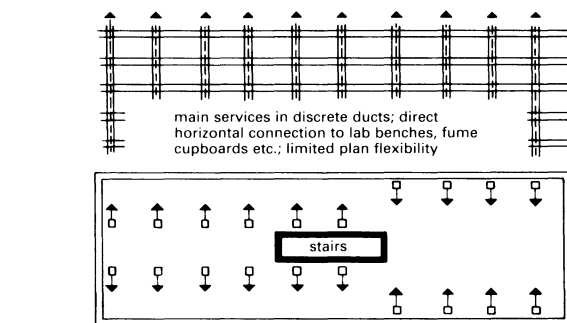 main services in discrete ducts; direct
horizontal connection to lab benches, fume
cupboards etc.; limited plan flexibility
stairs